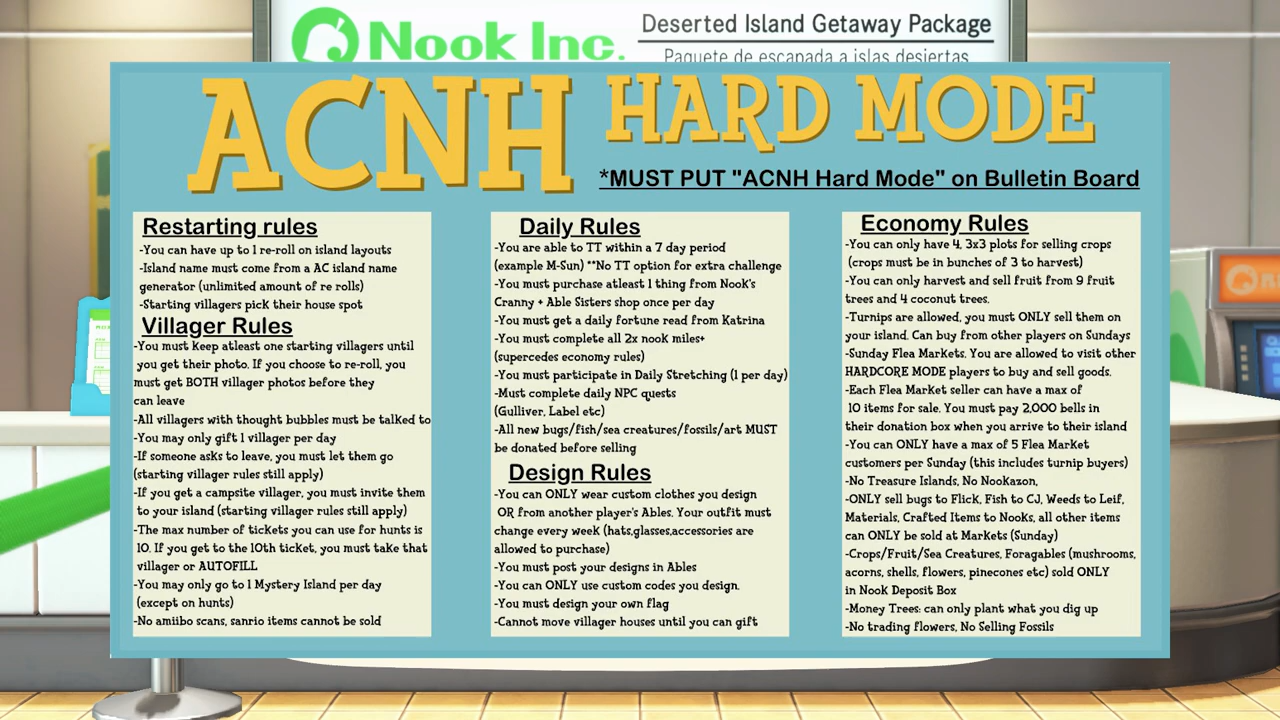 Nook Inc.
Deserted Island Getaway Package
Paquete de escapada a islas desiertas
ACNH HARD MODE
*MUST PUT "ACNH Hard Mode" on Bulletin Board
Restarting rules
-You can have up to 1 re-roll on island layouts
-Island name must come from a AC island name
generator (unlimited amount of re rolls)
-Starting villagers pick their house spot
Villager Rules
-You must keep atleast one starting villagers until
you get their photo. If you choose to re-roll, you
must get BOTH villager photos before they
can leave
-All villagers with thought bubbles must be talked to
-You may only gift 1 villager per day
-If someone asks to leave, you must let them go
(starting villager rules still apply)
-If you get a campsite villager, you must invite them
to your island (starting villager rules still apply)
-The max number of tickets you can use for hunts is
10. If you get to the 10th ticket, you must take that
villager or AUTOFILL
-You may only go to 1 Mystery Island per day
(except on hunts)
-No amiibo scans, sanrio items cannot be sold
Daily Rules
-You are able to TT within a 7 day period
(example M-Sun) **No TT option for extra challenge
-You must purchase atleast 1 thing from Nook's
Cranny + Able Sisters shop once per day
-You must get a daily fortune read from Katrina
-You must complete all 2x nook miles+
(supercedes economy rules)
-You must participate in Daily Stretching (1 per day)
-Must complete daily NPC quests
(Gulliver, Label etc)
-All new bugs/fish/sea creatures/fossils/art MUST
be donated before selling
Design Rules
-You can ONLY wear custom clothes you design
OR from another player's Ables. Your outfit must
change every week (hats,glasses,accessories are
allowed to purchase)
-You must post your designs in Ables
-You can ONLY use custom codes you design.
-You must design your own flag
-Cannot move villager houses until you can gift
Economy Rules
-You can only have 4, 3x3 plots for selling crops
(crops must be in bunches of 3 to harvest)
-You can only harvest and sell fruit from 9 fruit
trees and 4 coconut trees.
-Turnips are allowed, you must ONLY sell them on
your island. Can buy from other players on Sundays
-Sunday Flea Markets. You are allowed to visit other
HARDCORE MODE players to buy and sell goods.
-Each Flea Market seller can have a max of
10 items for sale. You must pay 2,000 bells in
their donation box when you arrive to their island
-You can ONLY have a max of 5 Flea Market
customers per Sunday (this includes turnip buyers)
-No Treasure Islands, No Nookazon,
-ONLY sell bugs to Flick, Fish to CJ, Weeds to Leif,
Materials, Crafted Items to Nooks, all other items
can ONLY be sold at Markets (Sunday)
-Crops/Fruit/Sea Creatures, Foragables (mushrooms,
acorns, shells, flowers, pinecones etc) sold ONLY
in Nook Deposit Box
-Money Trees: can only plant what you dig up
-No trading flowers, No Selling Fossils